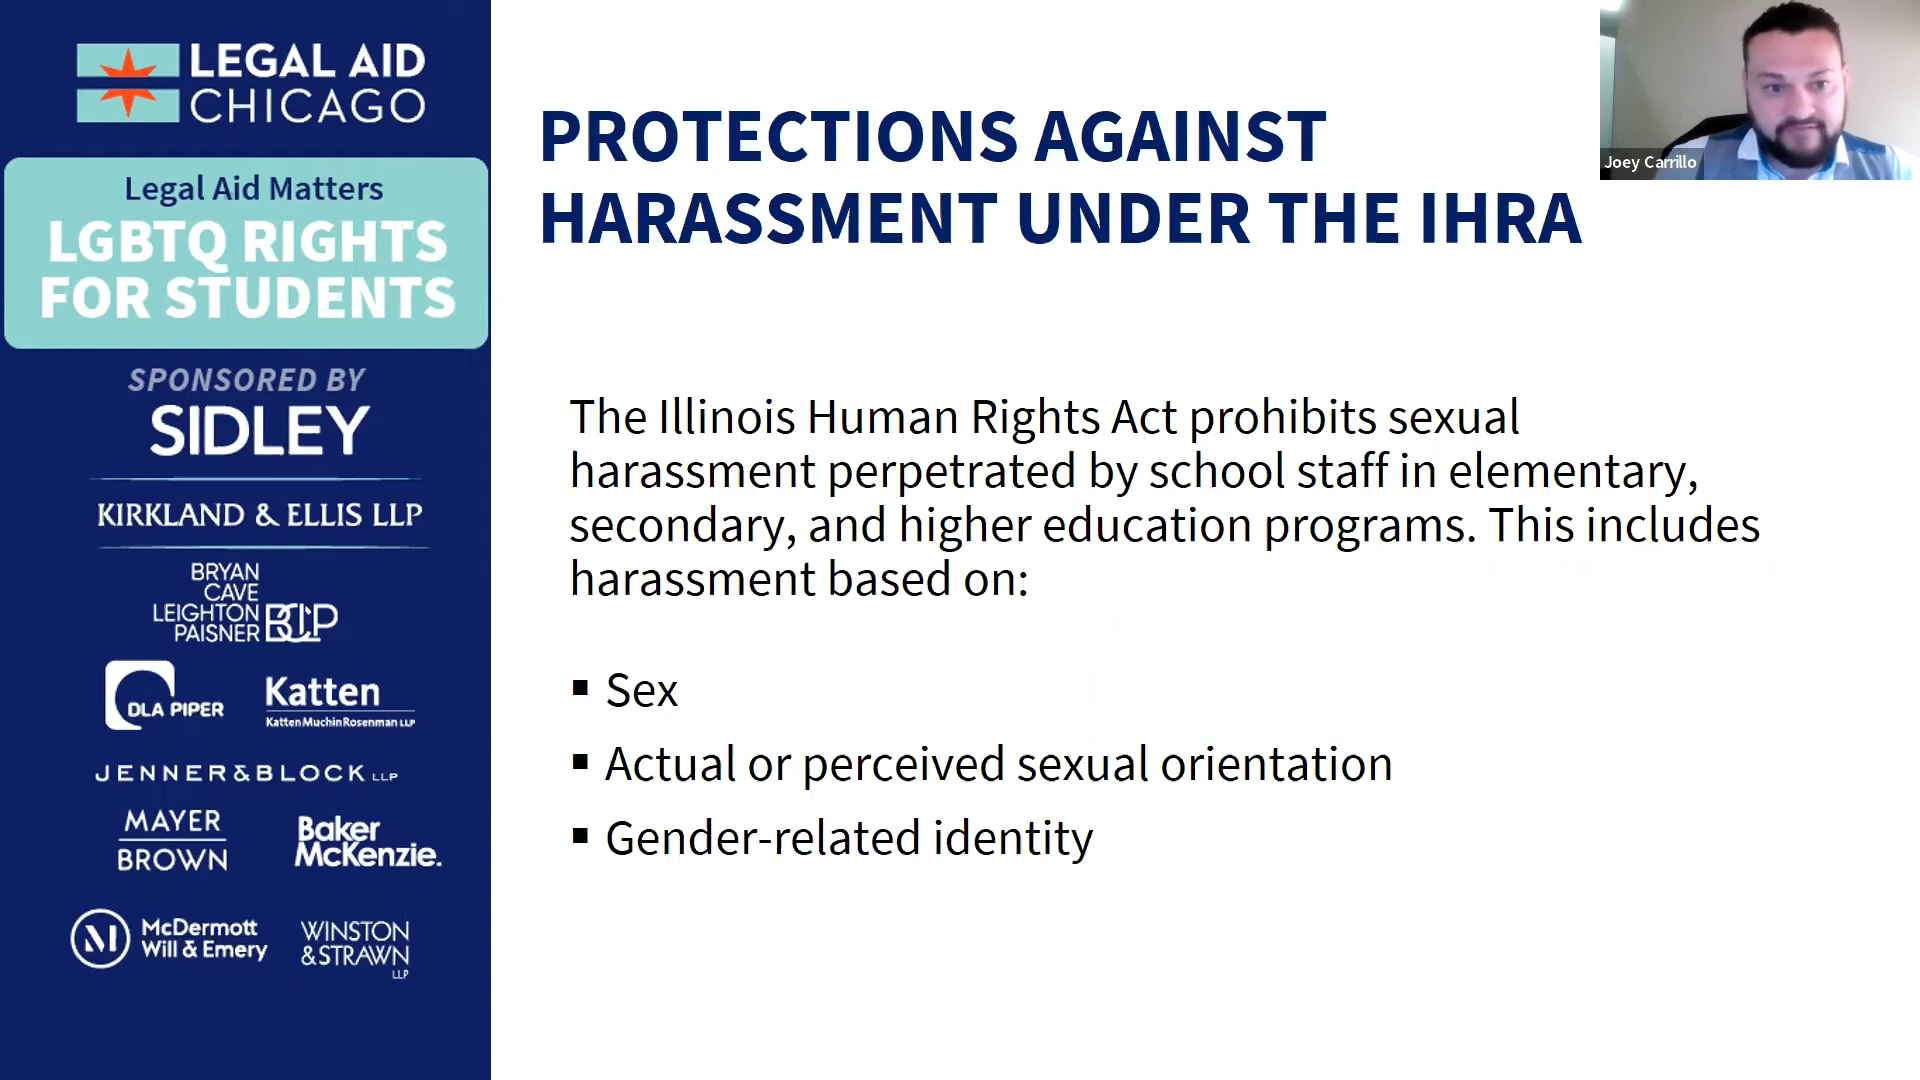 LEGAL AID
CHICAGO
Legal Aid Matters
LGBTQ RIGHTS
FOR STUDENTS
SPONSORED BY
SIDLEY
KIRKLAND & ELLIS LLP
BRYAN
CAVE
LEIGHTON
PAISNER BCLP
DLA PIPER
Katten
Katten Muchin Rosenman LLP
JENNER & BLOCK LLP
MAYER
BROWN
Baker
McKenzie.
M
McDermott
Will & Emery
WINSTON
& STRAWN
LLP
PROTECTIONS AGAINST
HARASSMENT UNDER THE IHRA
The Illinois Human Rights Act prohibits sexual
harassment perpetrated by school staff in elementary,
secondary, and higher education programs. This includes
harassment based on:
▪ Sex
▪ Actual or perceived sexual orientation
▪ Gender-related identity
Joey Carrillo